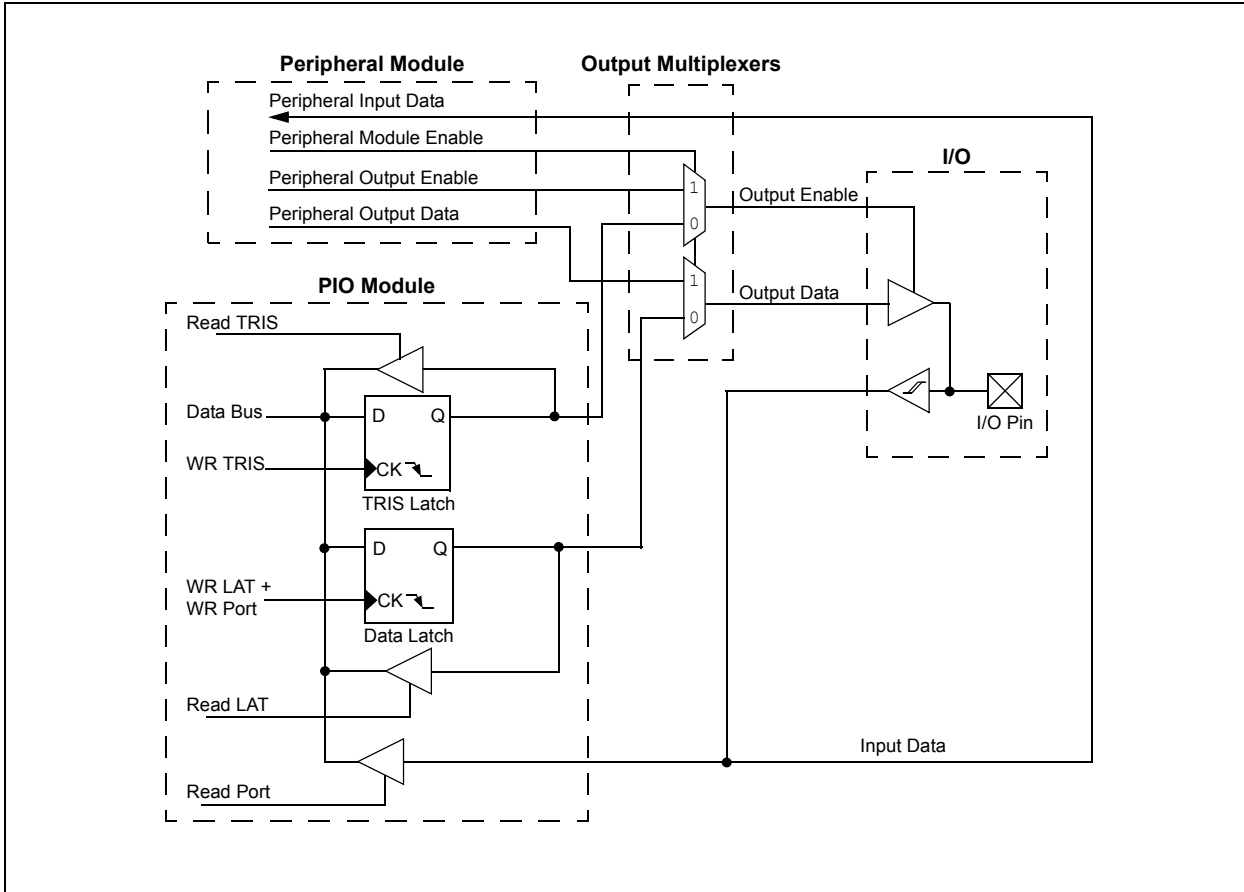 Peripheral Module
Output Multiplexers
Peripheral Input Data
Peripheral Module Enable
Peripheral Output Enable
Peripheral Output Data
1
0
Output Enable
1
0
Output Data
I/O
I/O Pin
PIO Module
Read TRIS
Data Bus
D
Q
WR TRIS
CK
TRIS Latch
D
Q
WR LAT +
WR Port
CK
Data Latch
Read LAT
Input Data
Read Port